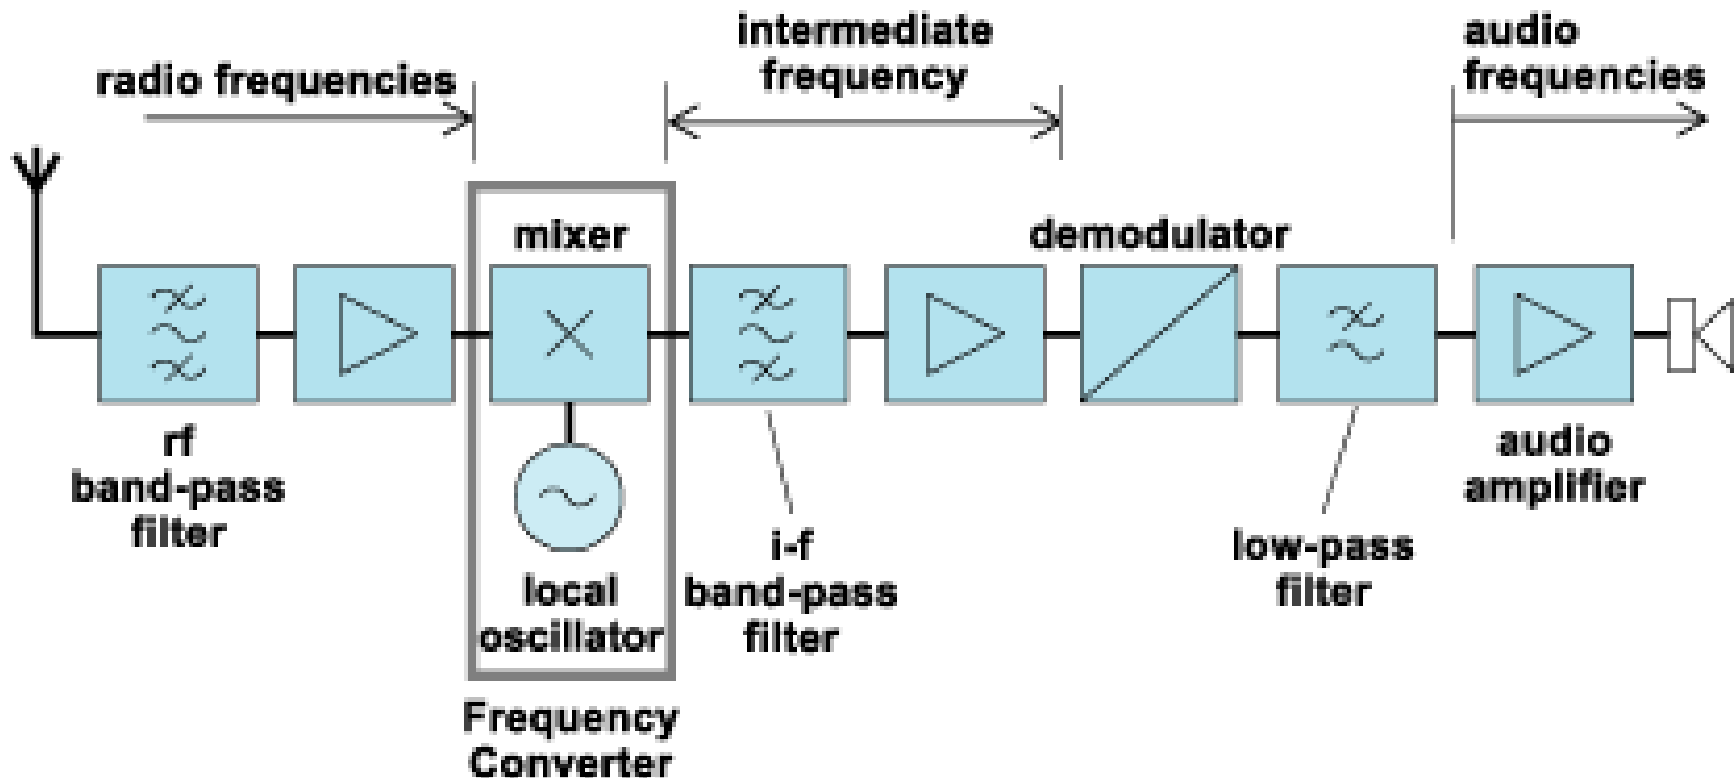 radio frequencies
intermediate
frequency
audio
frequencies
mixer
demodulator
rf
band-pass
filter
local
oscillator
Frequency
Converter
i-f
band-pass
filter
low-pass
filter
audio
amplifier